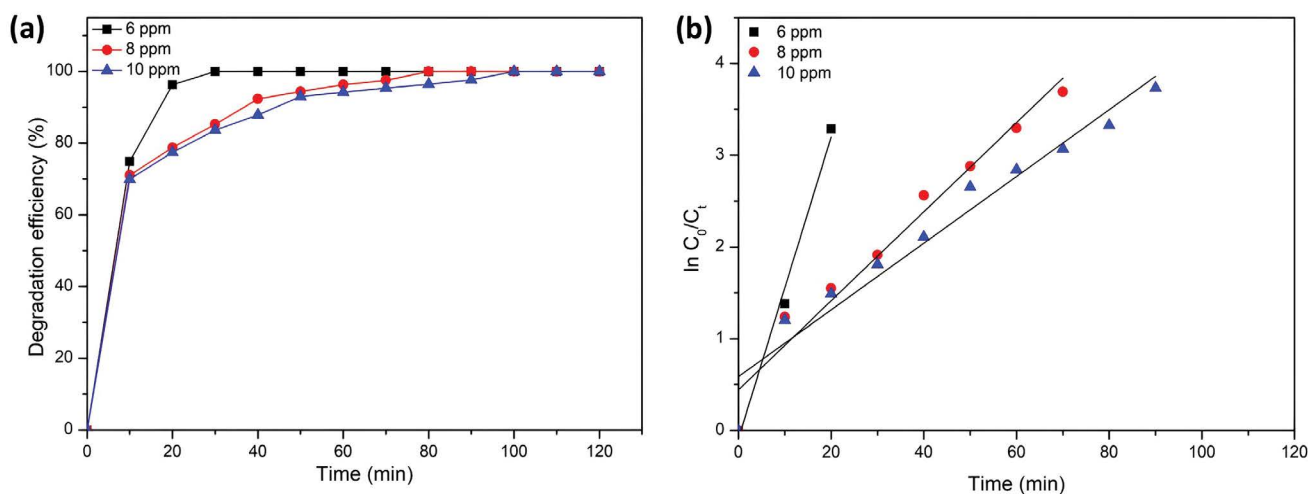 (a)
6 ppm
8 ppm
10 ppm
100
80
60
40
20
0
Degradation efficiency (%)
0 20 40 60 80 100 120
Time (min)
(b)
6 ppm
8 ppm
10 ppm
4
3
2
1
0
ln C0/Ct
0 20 40 60 80 100 120
Time (min)